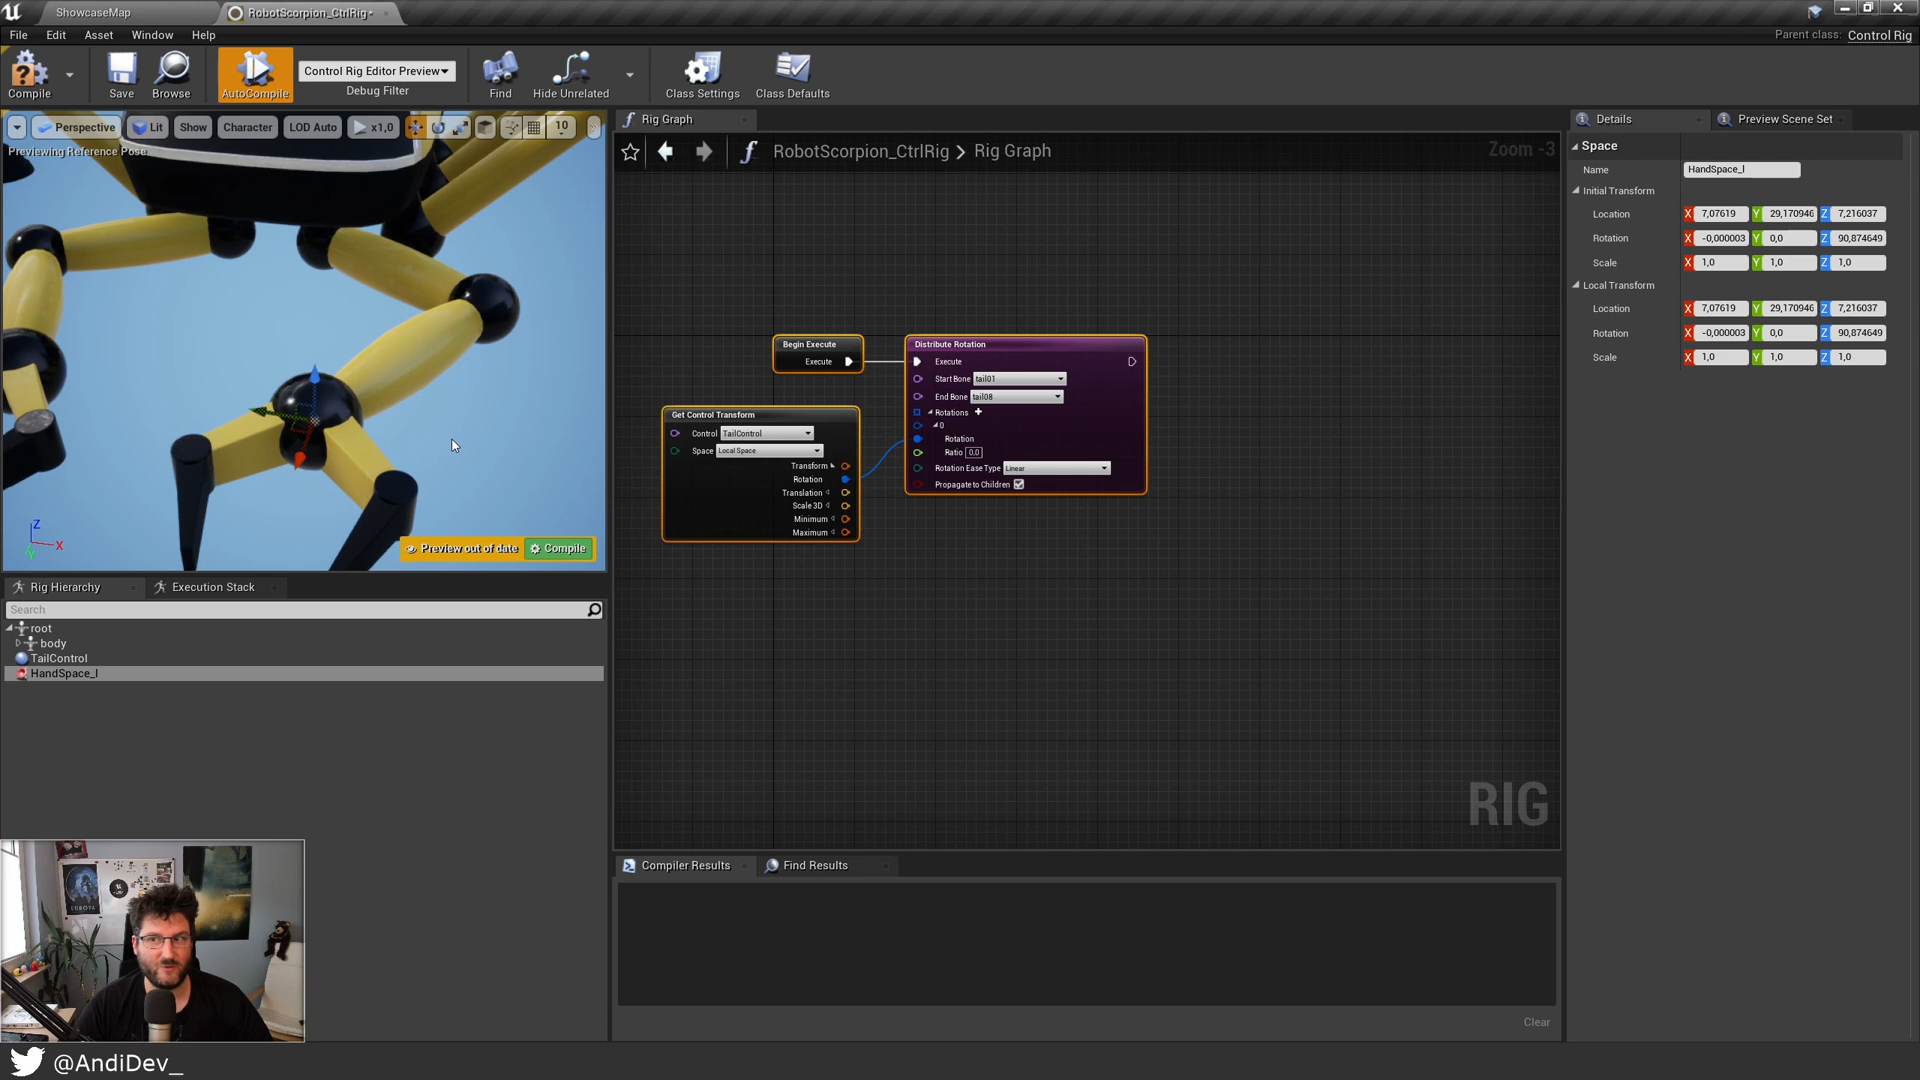 ShowcaseMap
RobotScorpion_CtrlRig*
File Edit Asset Window Help
Parent class: Control Rig
Compile
Save
Browse
AutoCompile
Control Rig Editor Preview
Debug Filter
Find
Hide Unrelated
Class Settings
Class Defaults
Perspective
Lit
Show
Character
LOD Auto
x1,0
10
Previewing Reference Pose
Z
X
Y
Preview out of date
Compile
Rig Graph
RobotScorpion_CtrlRig > Rig Graph
Zoom -3
Begin Execute
Execute
Get Control Transform
Control TailControl
Space Local Space
Transform
Rotation
Translation
Scale 3D
Minimum
Maximum
Distribute Rotation
Execute
Start Bone tail01
End Bone tail08
Rotations
0
Rotation
Ratio 0,0
Rotation Ease Type Linear
Propagate to Children
RIG
Details
Preview Scene Set
Space
Name HandSpace_l
Initial Transform
Location X 7,07619 Y 29,170946 Z 7,216037
Rotation X -0,000003 Y 0,0 Z 90,874649
Scale X 1,0 Y 1,0 Z 1,0
Local Transform
Location X 7,07619 Y 29,170946 Z 7,216037
Rotation X -0,000003 Y 0,0 Z 90,874649
Scale X 1,0 Y 1,0 Z 1,0
Rig Hierarchy
Execution Stack
Search
root
body
TailControl
HandSpace_l
Compiler Results
Find Results
Clear
@AndiDev_